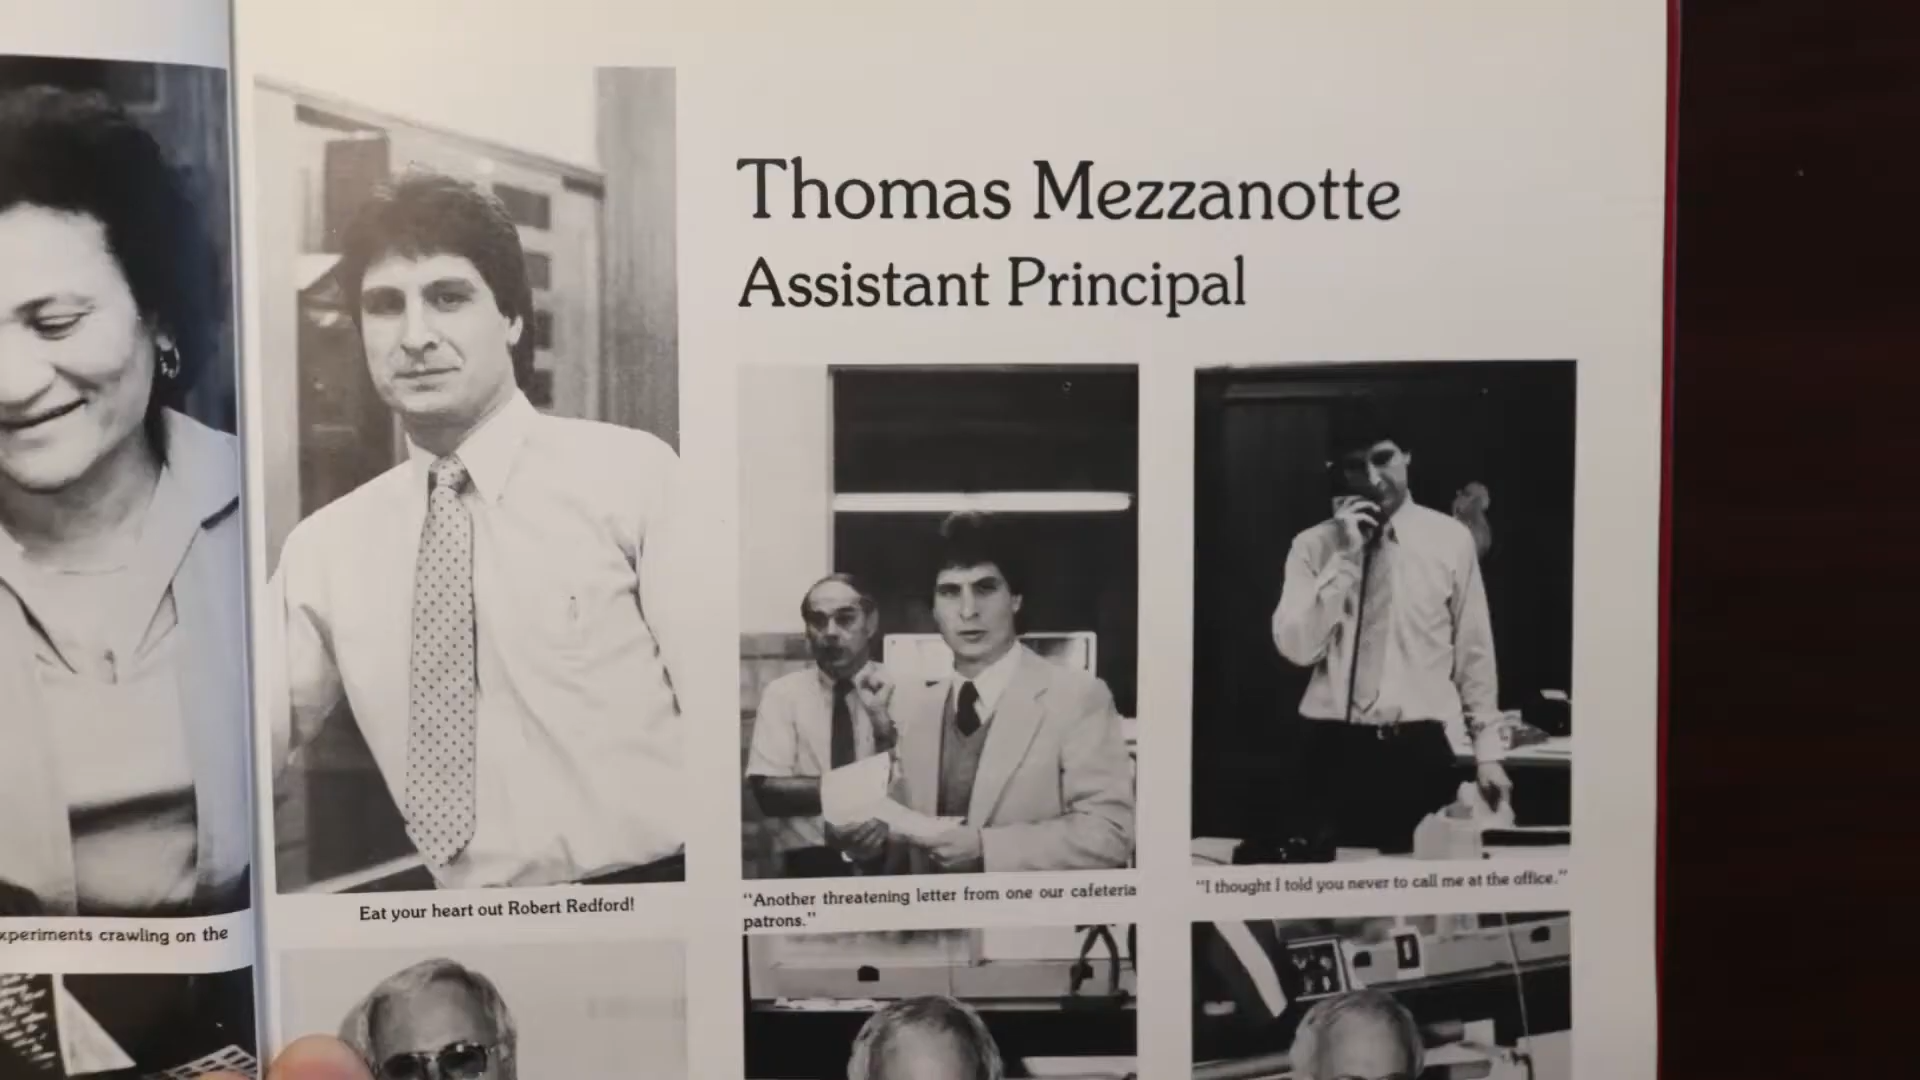 Thomas Mezzanotte
Assistant Principal
Eat your heart out Robert Redford!
"Another threatening letter from one our cafeteria
patrons."
"I thought I told you never to call me at the office."
xperiments crawling on the